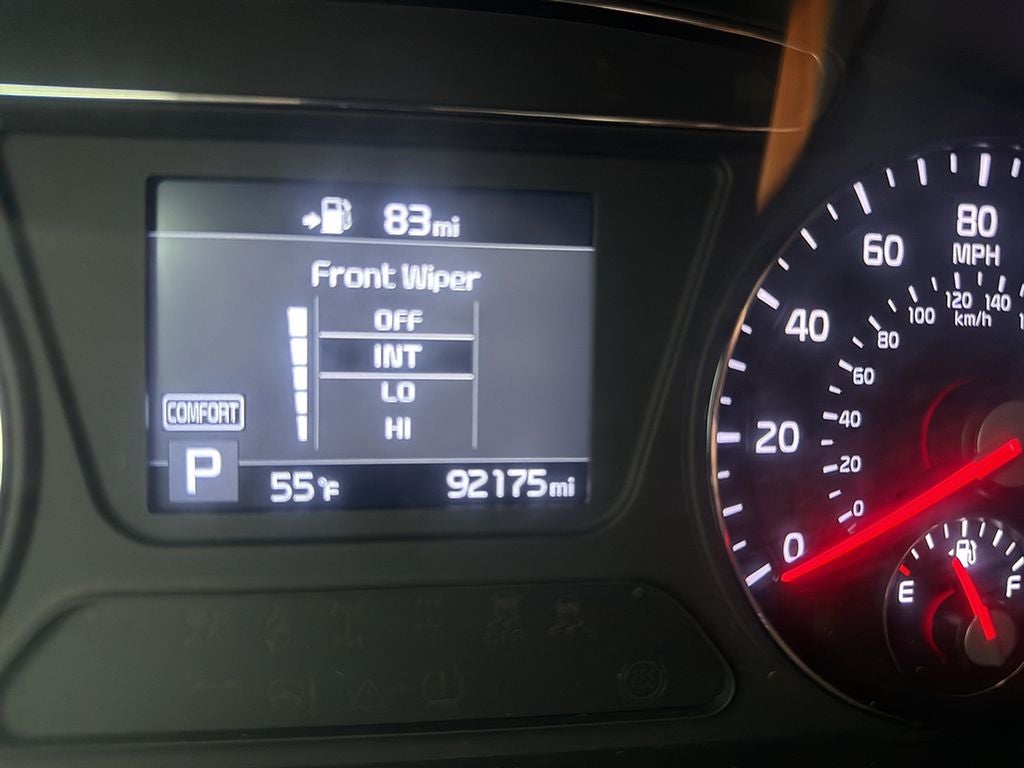 83mi
Front Wiper
OFF
INT
LO
HI
COMFORT
P
55°F
92175mi
0
20
40
60
80
MPH
0
20
40
60
80
100
120
140
km/h
E
F
OFF